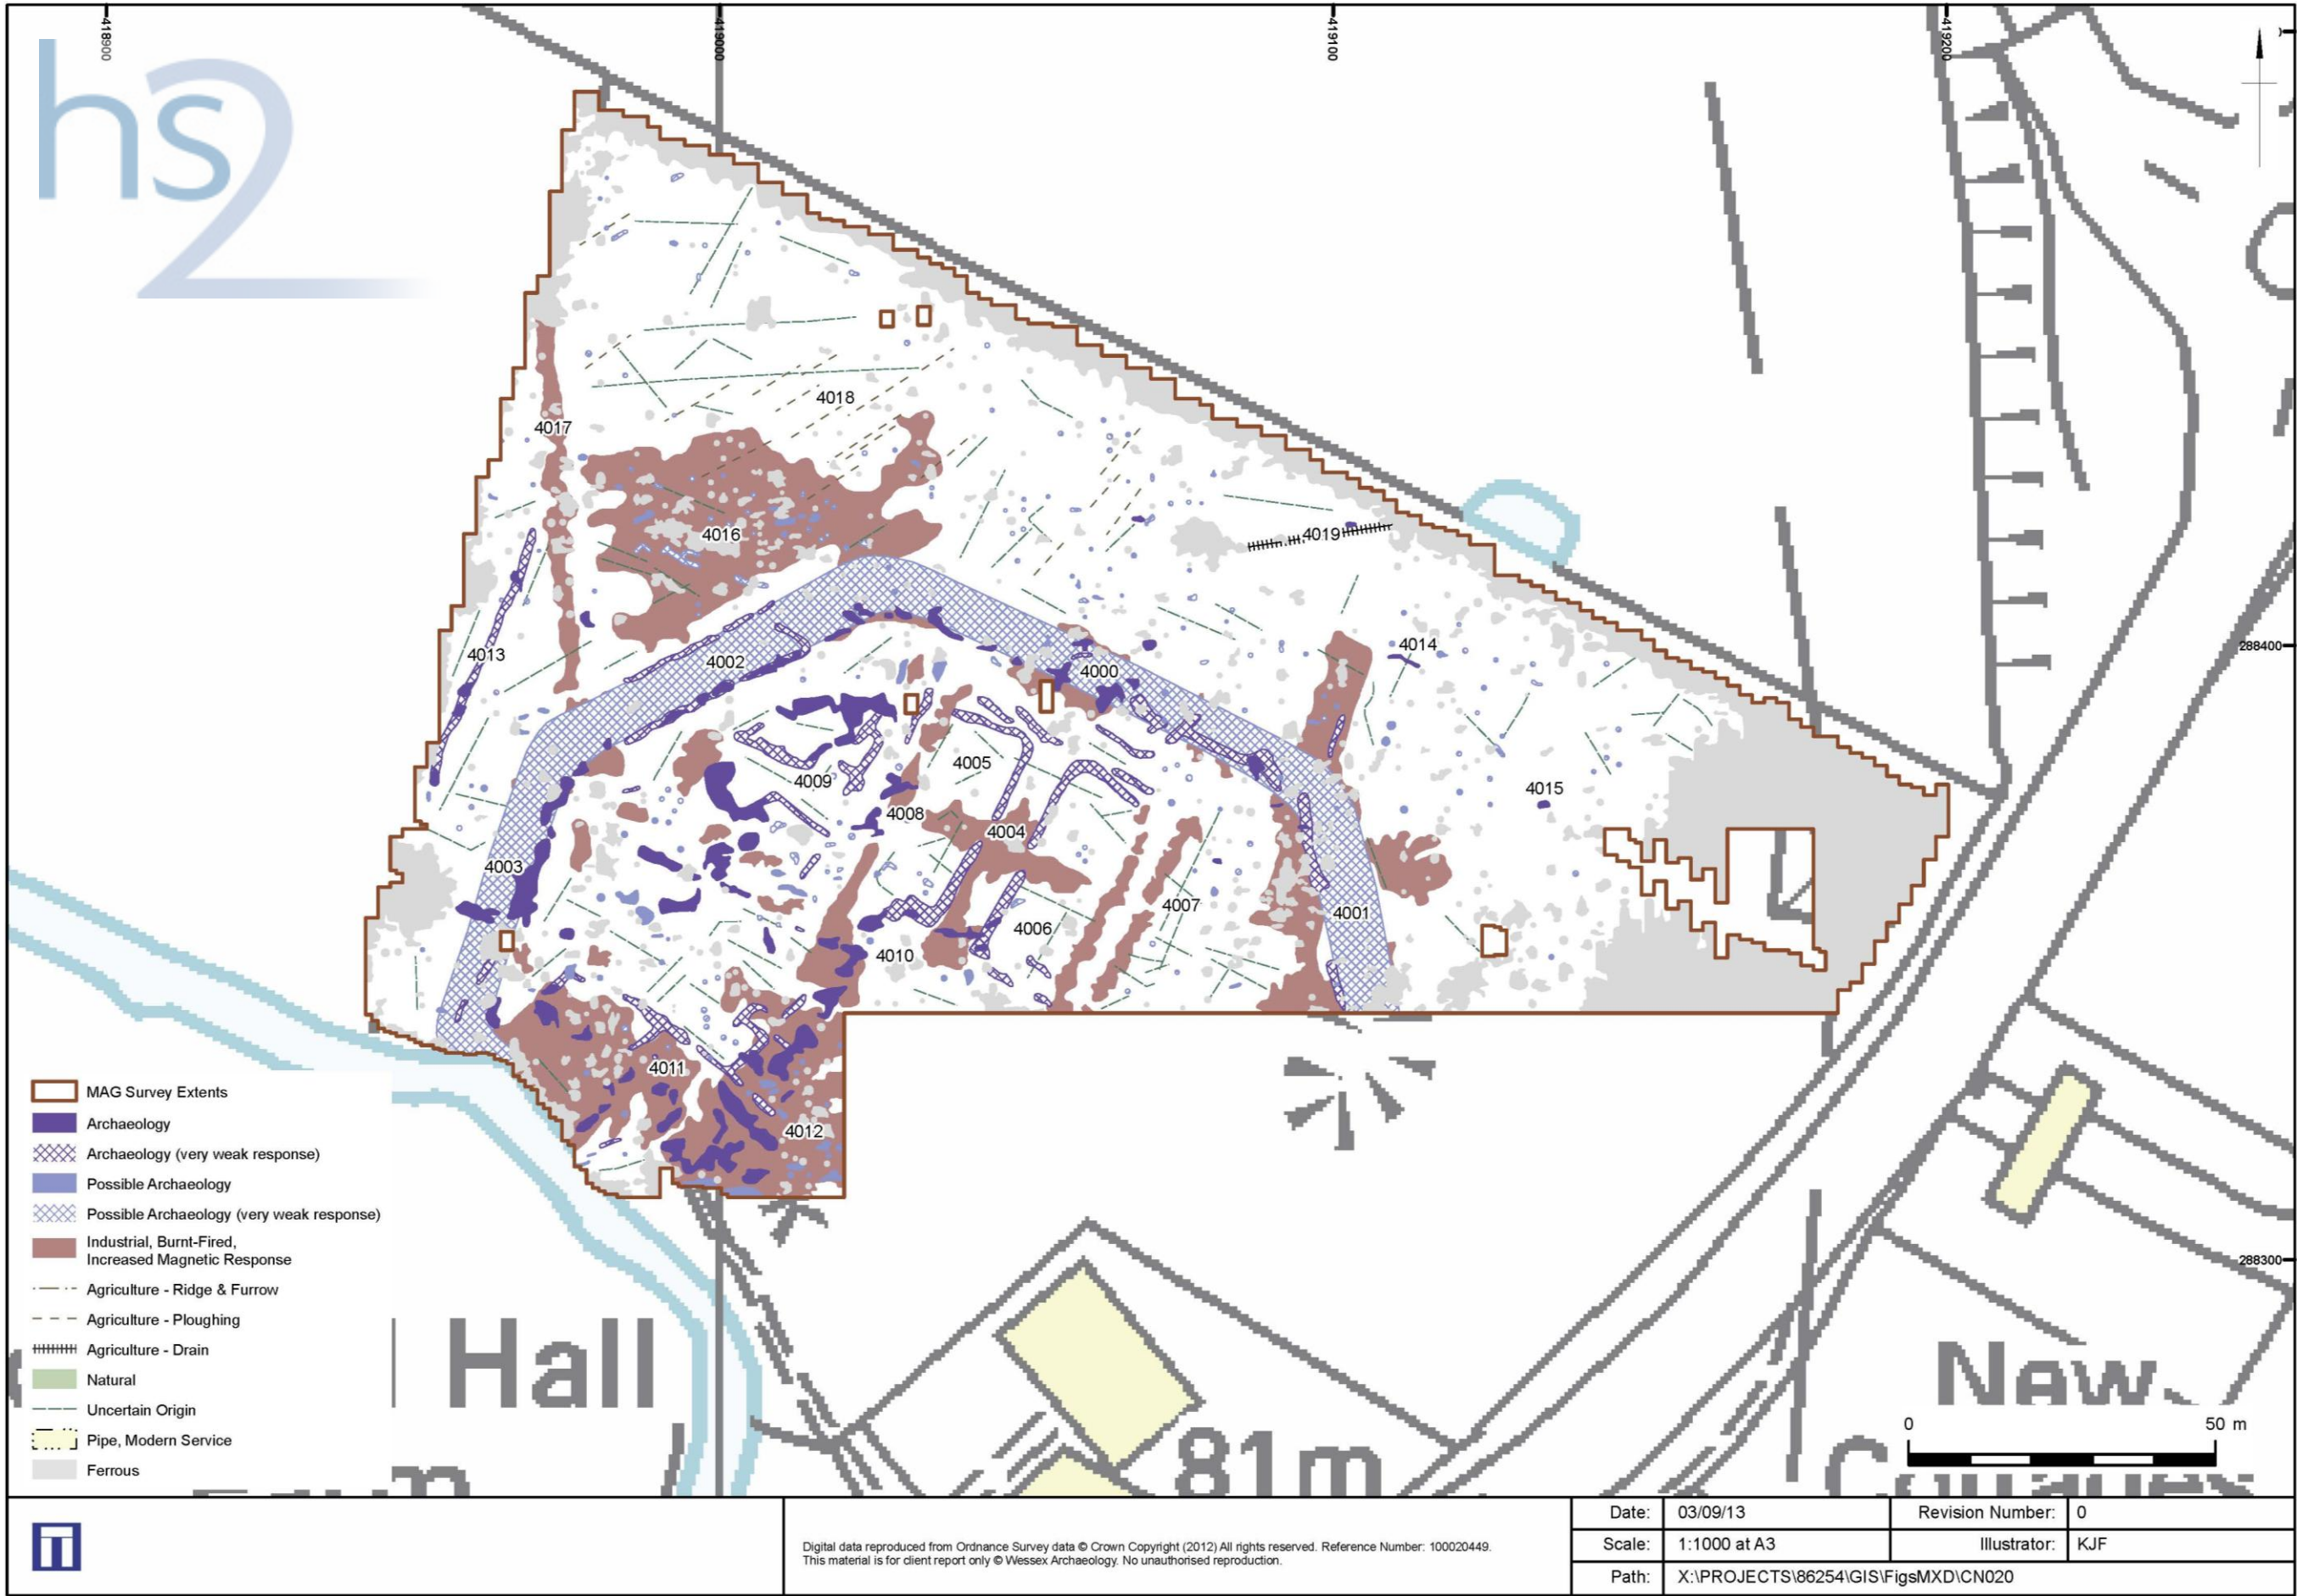 418900
419000
419100
419200
hs2
4018
4017
4016
4019
4014
4013
4002
4000
288400
4009
4005
4015
4008
4004
4003
4007
4001
4006
4010
4011
4012
MAG Survey Extents
Archaeology
Archaeology (very weak response)
Possible Archaeology
Possible Archaeology (very weak response)
Industrial, Burnt-Fired,
Increased Magnetic Response
Agriculture - Ridge & Furrow
Agriculture - Ploughing
Agriculture - Drain
Natural
Uncertain Origin
Pipe, Modern Service
Ferrous
288300
Hall
New
81m
0 50 m
Digital data reproduced from Ordnance Survey data © Crown Copyright (2012) All rights reserved. Reference Number: 100020449.
This material is for client report only © Wessex Archaeology. No unauthorised reproduction.
Date: 03/09/13 Revision Number: 0
Scale: 1:1000 at A3 Illustrator: KJF
Path: X:\PROJECTS\86254\GIS\FigsMXD\CN020